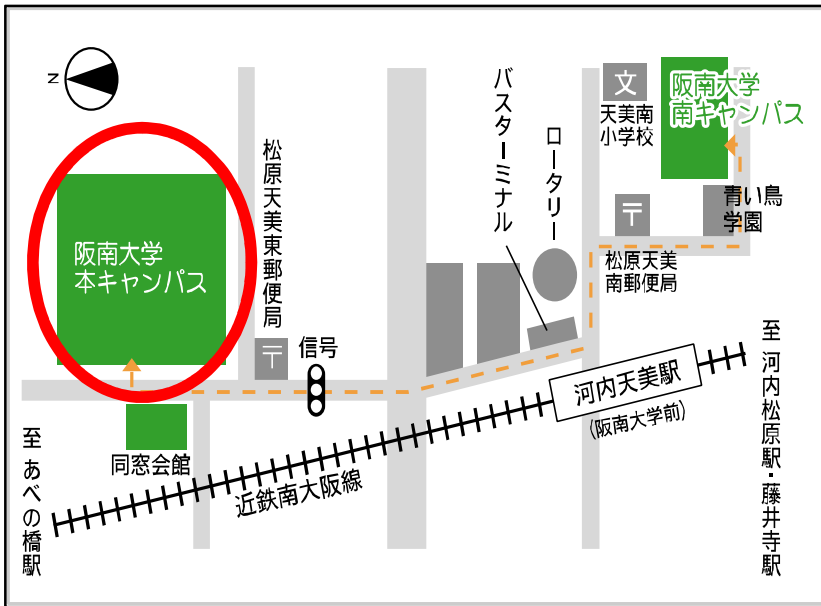 N
阪南大学
本キャンパス
松原天美東郵便局
〒
信号
同窓会館
至 あべの橋駅
近鉄南大阪線
バスターミナル
ロータリー
文
天美南
小学校
阪南大学
南キャンパス
〒
青い鳥
学園
松原天美
南郵便局
河内天美駅
(阪南大学前)
至 河内松原駅・藤井寺駅